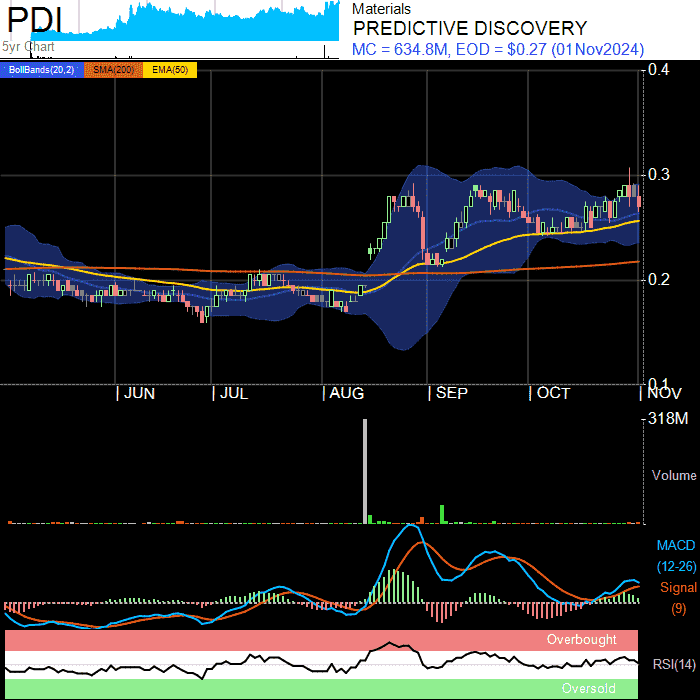 PDI
5yr Chart
Materials
PREDICTIVE DISCOVERY
MC = 634.8M, EOD = $0.27 (01Nov2024)
BollBands(20,2) SMA(200) EMA(50)
0.4
0.3
0.2
0.1
JUN JUL AUG SEP OCT NOV
318M
Volume
MACD
(12-26)
Signal
(9)
Overbought
RSI(14)
Oversold